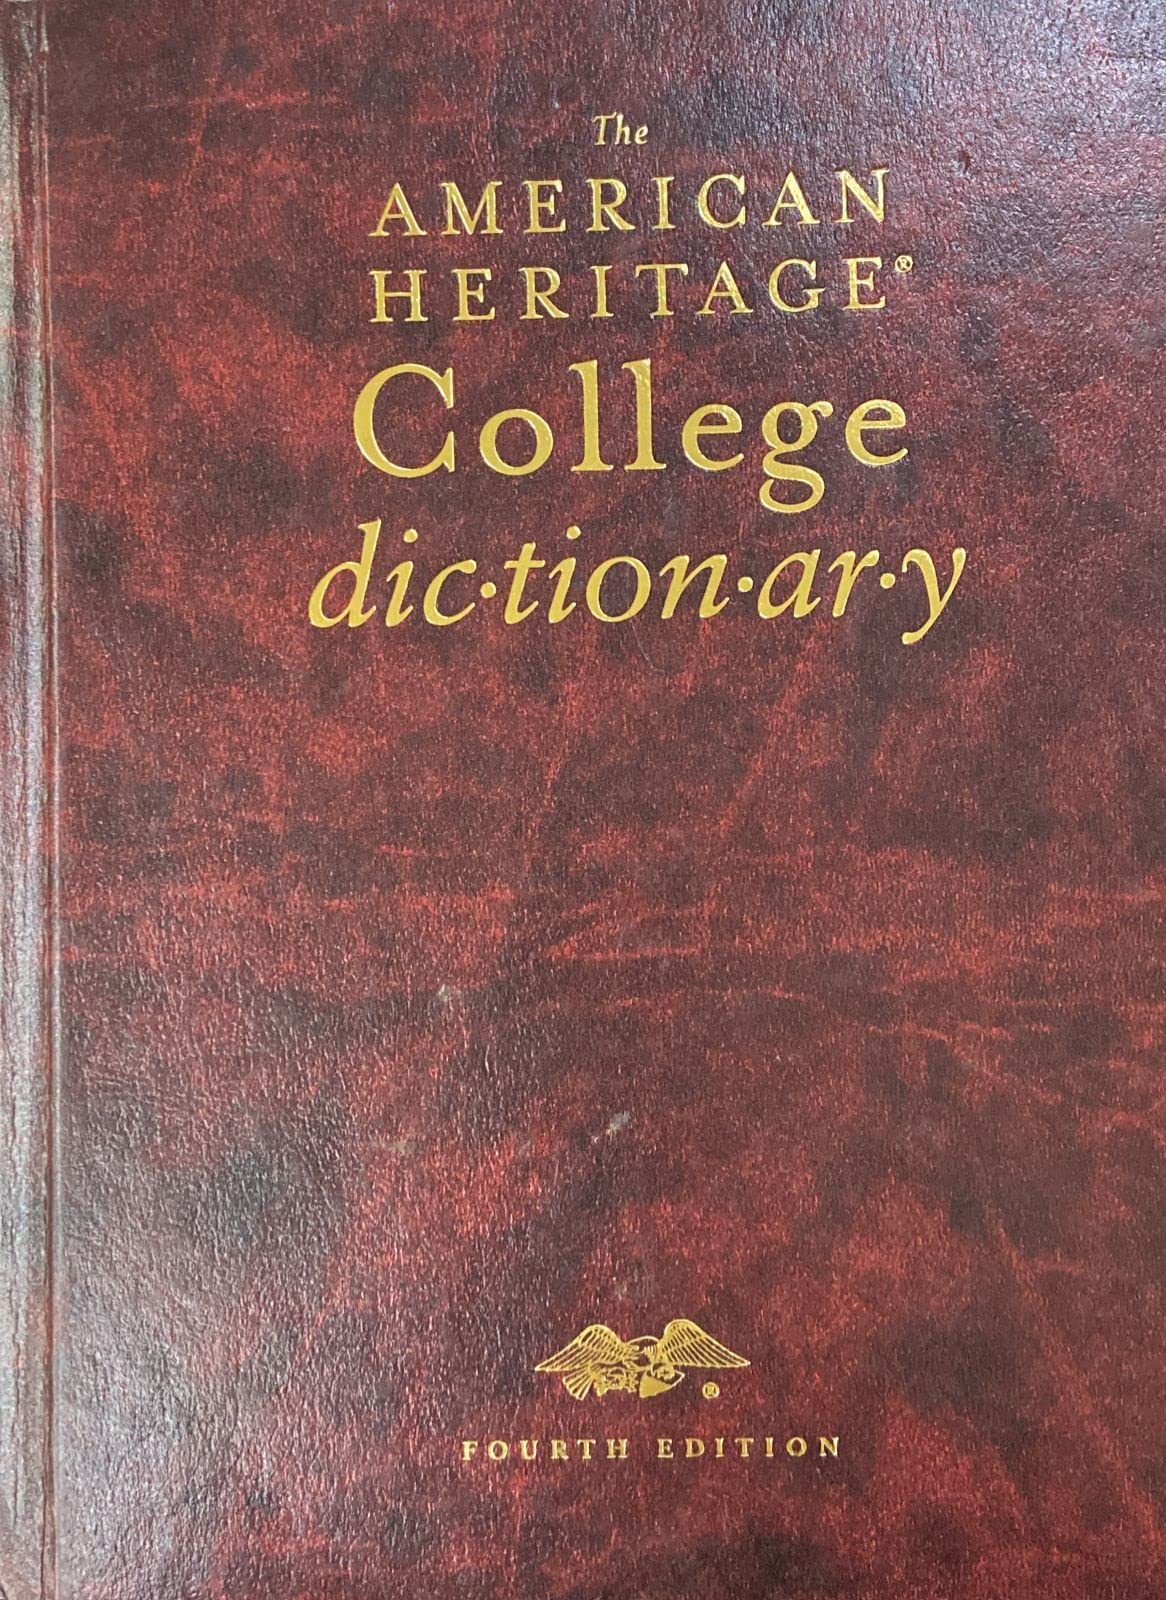 The
AMERICAN
HERITAGE®
College
dic·tion·ar·y
®
FOURTH EDITION